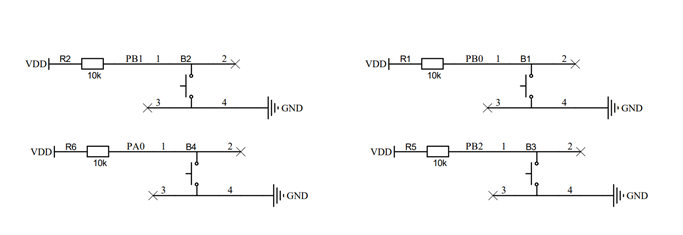 VDD R2 PB1 1 B2 2
10k
3 4 GND
VDD R1 PB0 1 B1 2
10k
3 4 GND
VDD R6 PA0 1 B4 2
10k
3 4 GND
VDD R5 PB2 1 B3 2
10k
3 4 GND